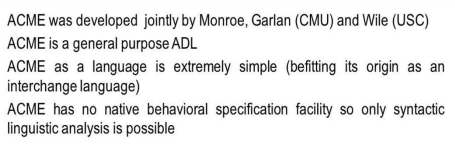 ACME was developed jointly by Monroe, Garlan (CMU) and Wile (USC)
ACME is a general purpose ADL
ACME as a language is extremely simple (befitting its origin as an
interchange language)
ACME has no native behavioral specification facility so only syntactic
linguistic analysis is possible